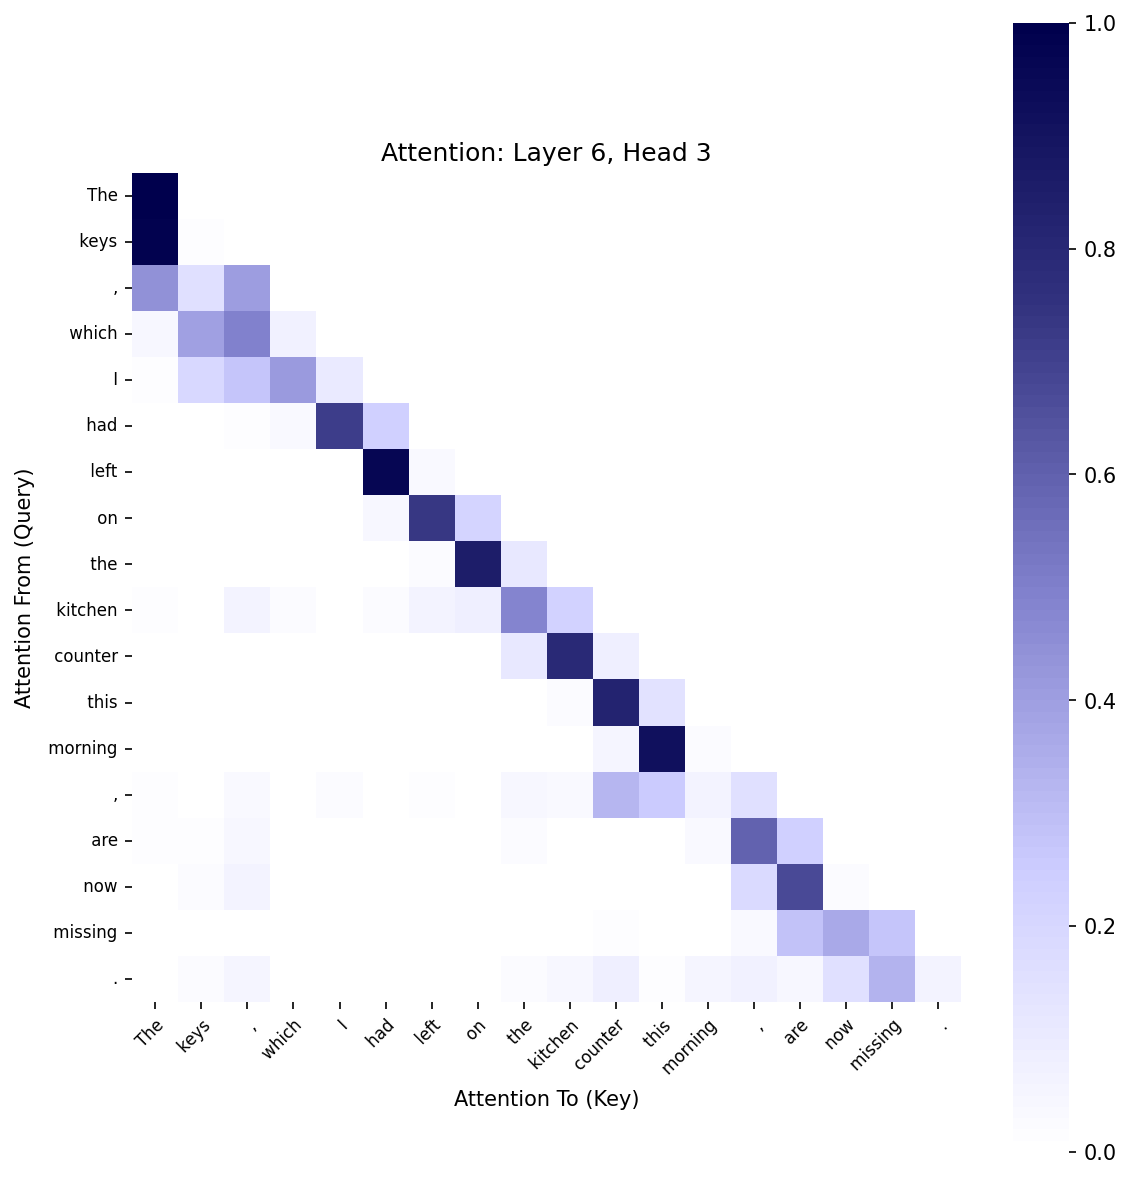 Attention: Layer 6, Head 3
Attention From (Query)
The
keys
,
which
I
had
left
on
the
kitchen
counter
this
morning
,
are
now
missing
.
The
keys
,
which
I
had
left
on
the
kitchen
counter
this
morning
,
are
now
missing
.
Attention To (Key)
1.0
0.8
0.6
0.4
0.2
0.0